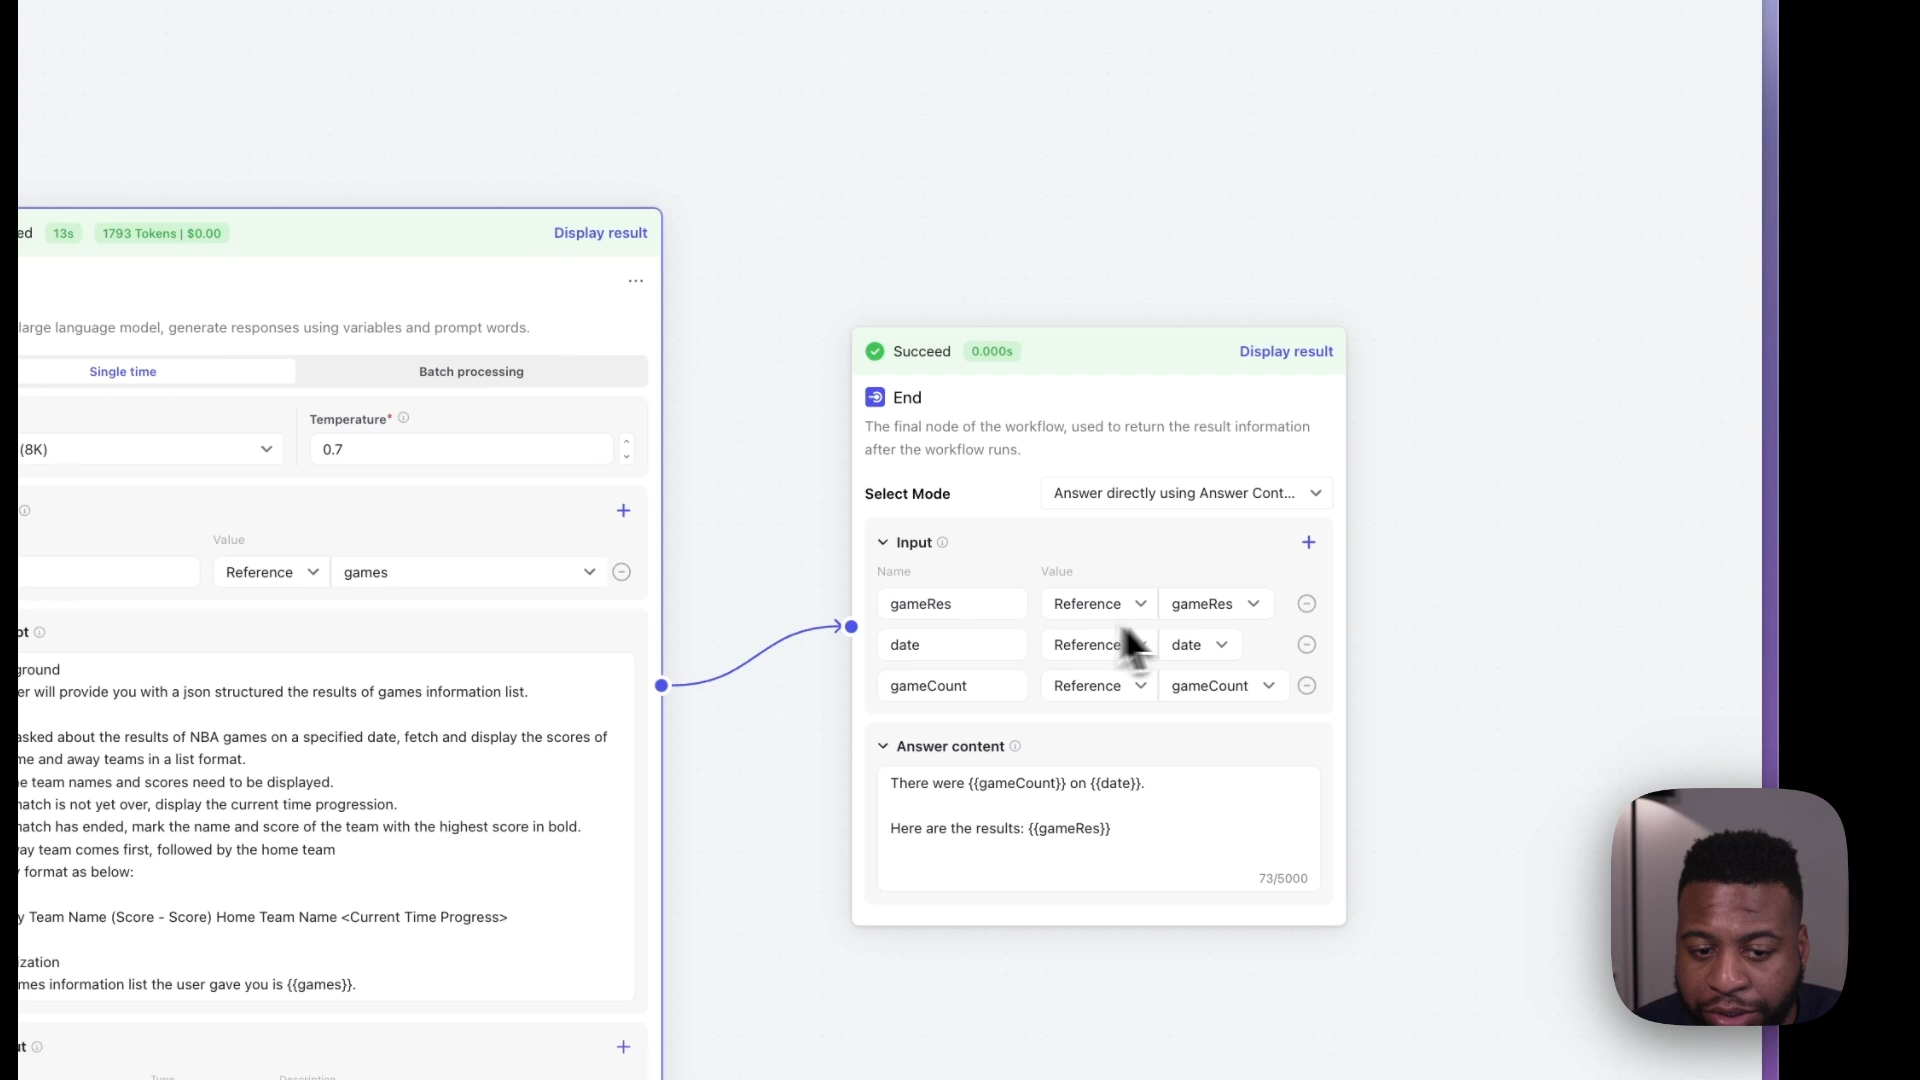 ed 13s 1793 Tokens | $0.00 Display result
...
large language model, generate responses using variables and prompt words.
Single time Batch processing
Temperature*
(8K) 0.7
Value
Reference games
ot
ground
er will provide you with a json structured the results of games information list.
asked about the results of NBA games on a specified date, fetch and display the scores of
me and away teams in a list format.
e team names and scores need to be displayed.
natch is not yet over, display the current time progression.
natch has ended, mark the name and score of the team with the highest score in bold.
ay team comes first, followed by the home team
format as below:
y Team Name (Score - Score) Home Team Name <Current Time Progress>
ization
mes information list the user gave you is {{games}}.
ut
Type Description
Succeed 0.000s Display result
End
The final node of the workflow, used to return the result information
after the workflow runs.
Select Mode Answer directly using Answer Cont...
Input
Name Value
gameRes Reference gameRes
date Reference date
gameCount Reference gameCount
Answer content
There were {{gameCount}} on {{date}}.
Here are the results: {{gameRes}}
73/5000